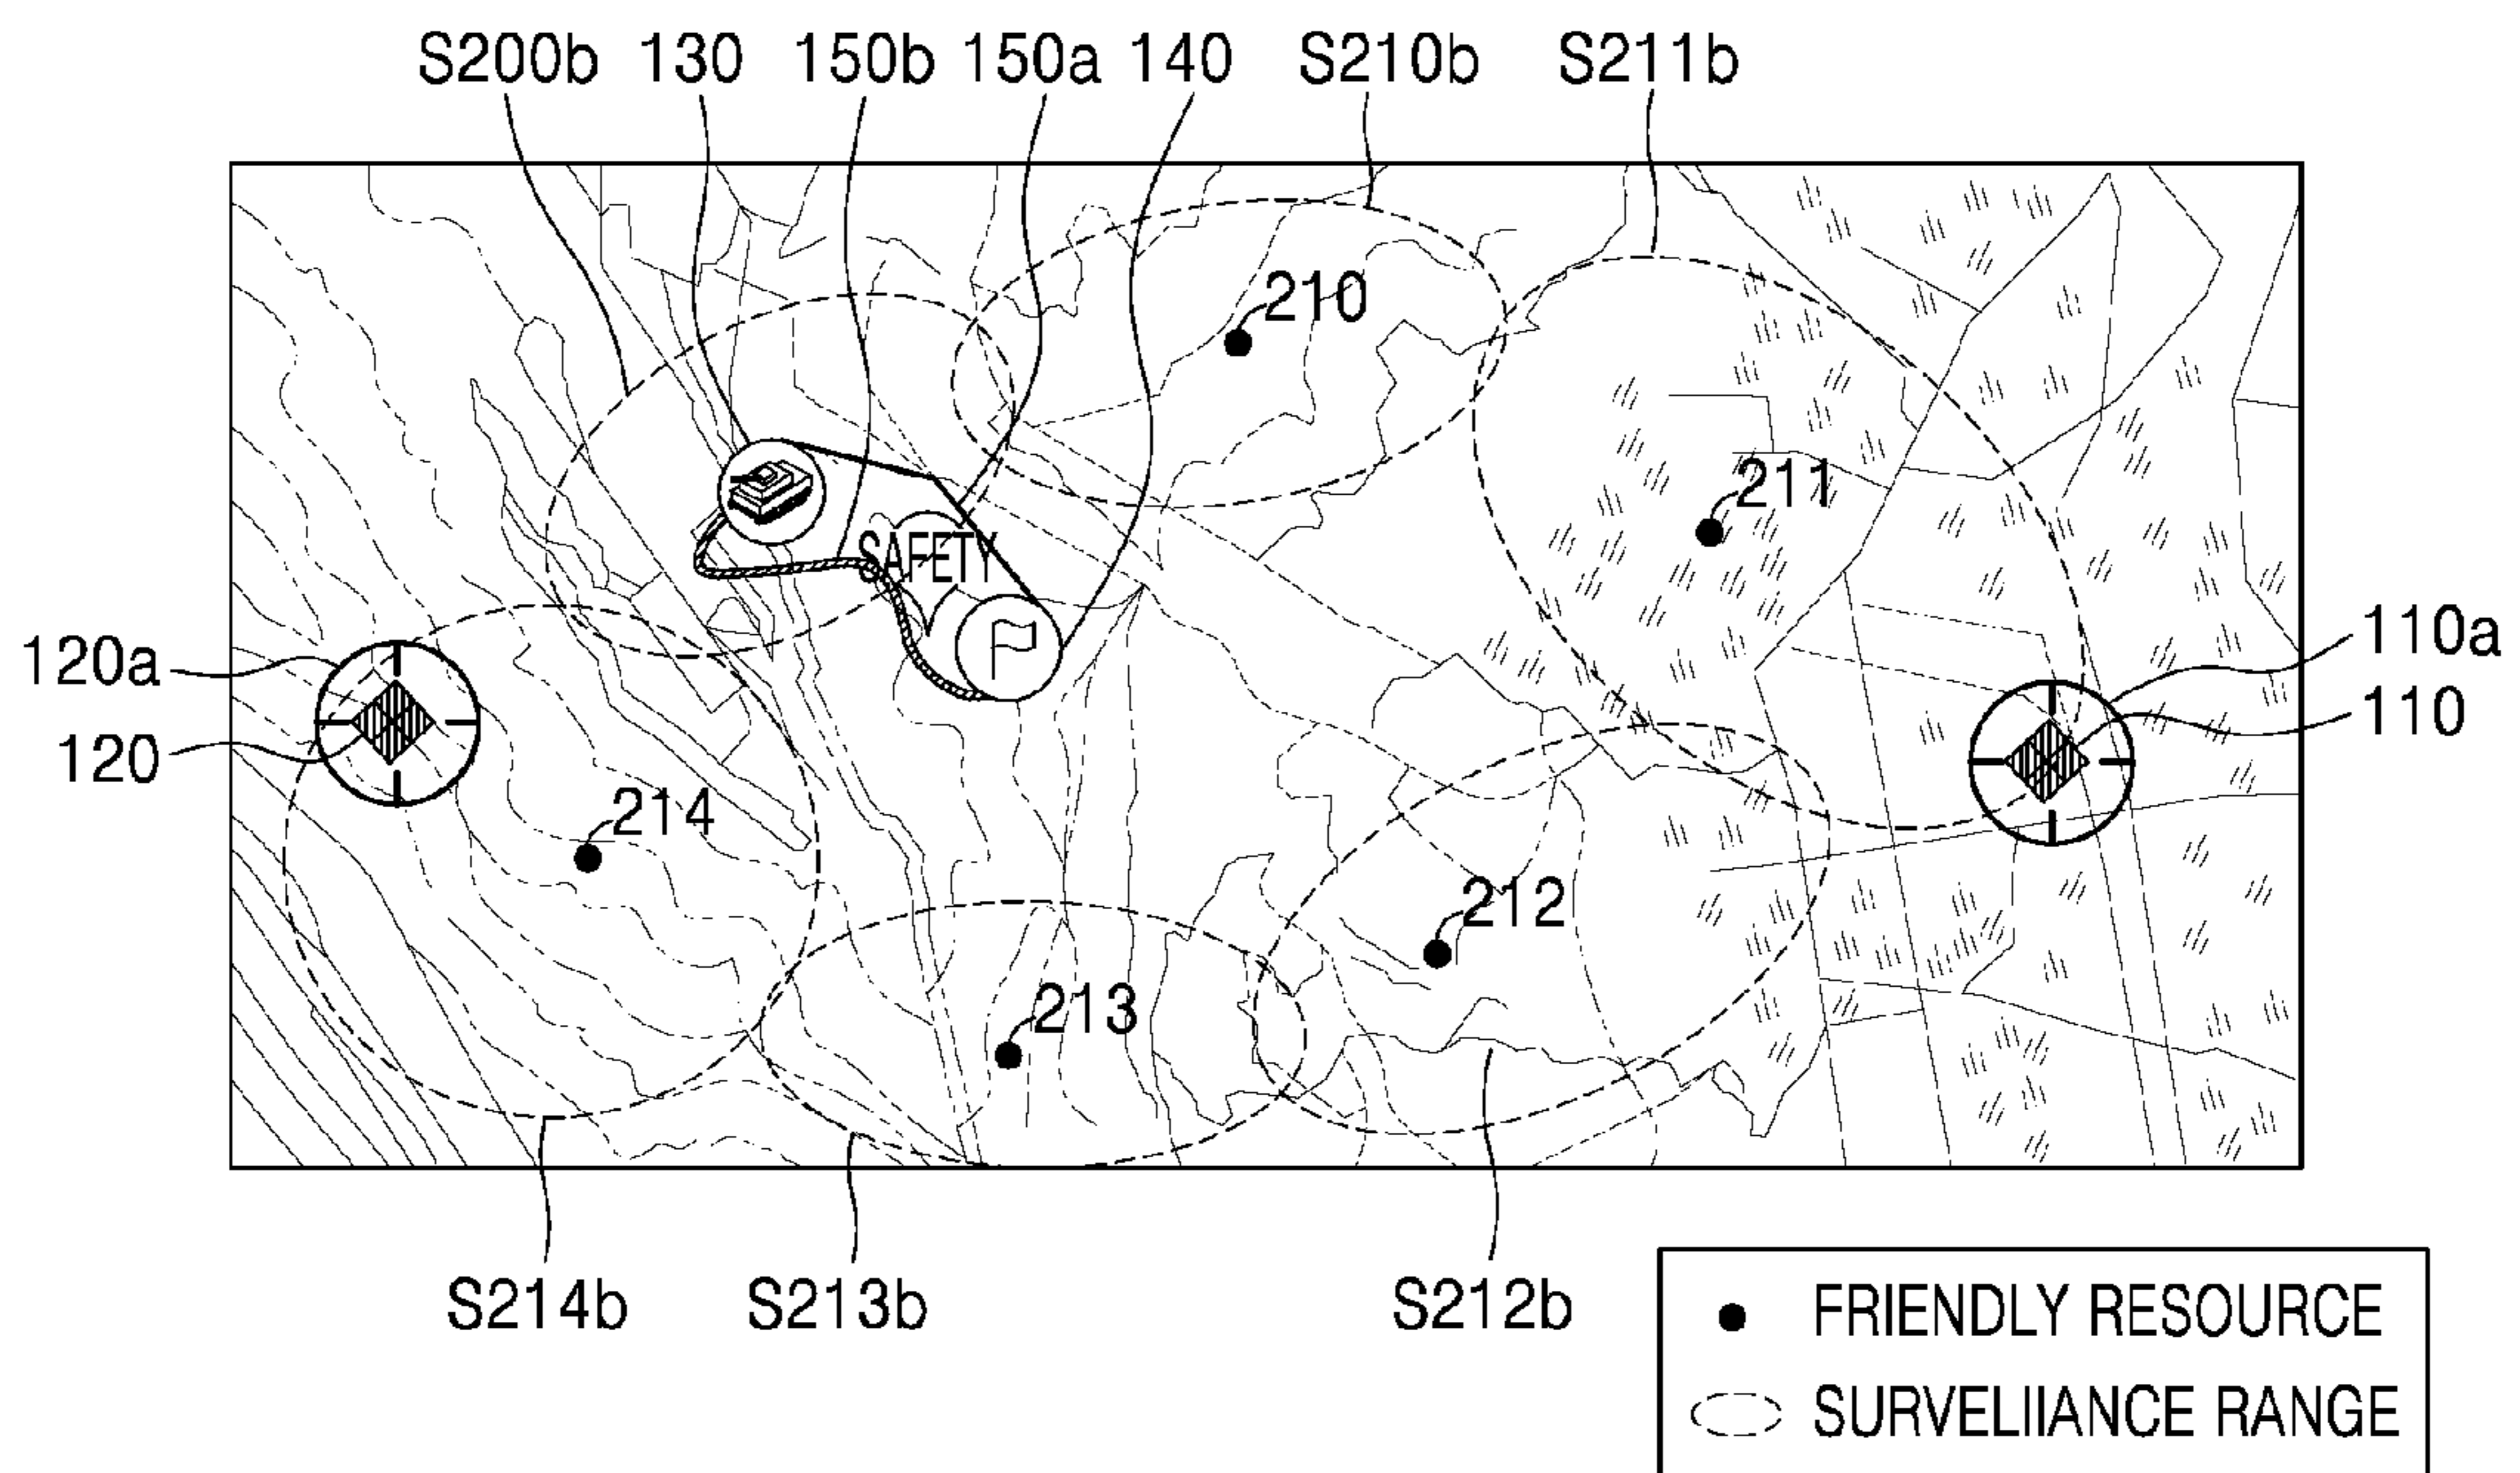 S200b 130 150b 150a 140 S210b S211b
210
211
SAFETY
120a
110a
110
120
214
212
213
S214b S213b S212b
FRIENDLY RESOURCE
SURVELIIANCE RANGE